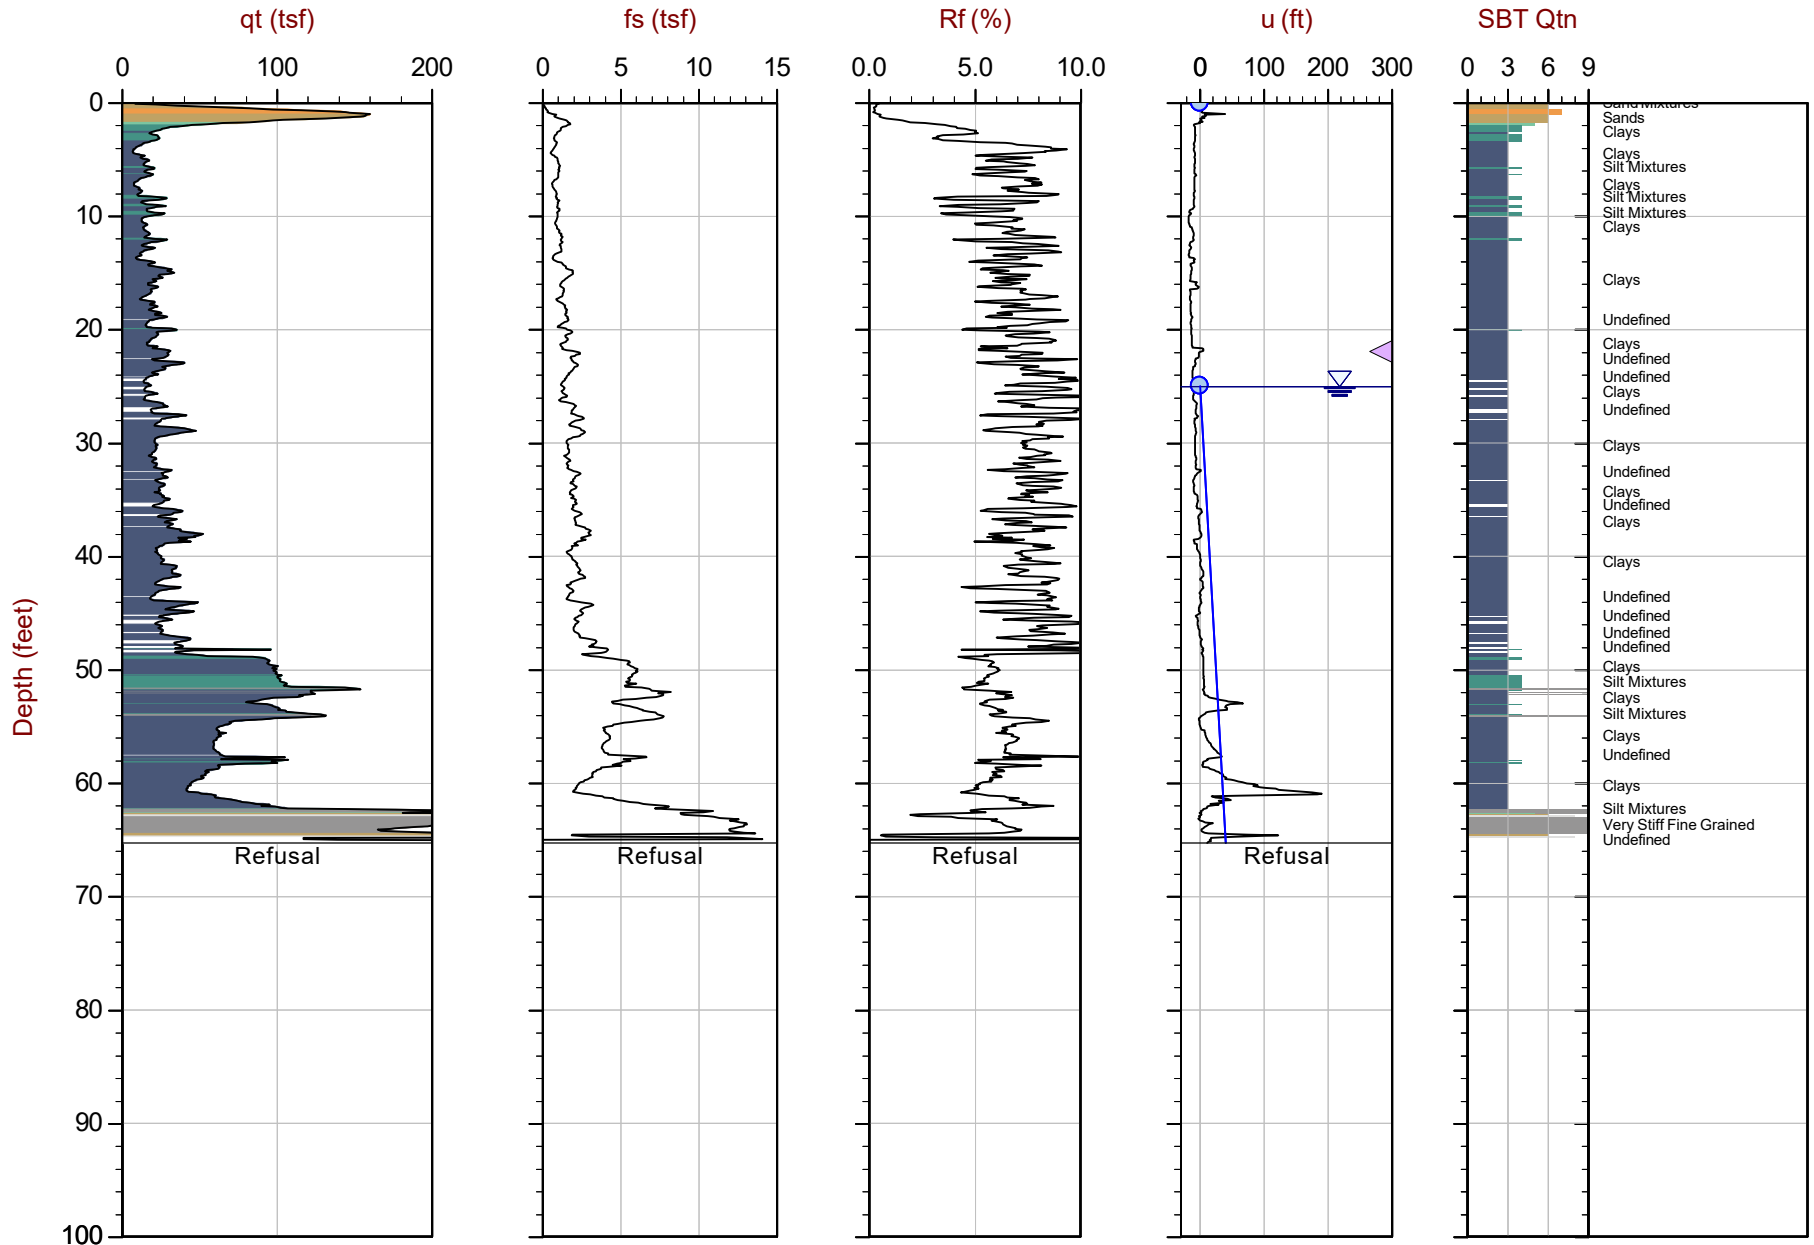 qt (tsf) fs (tsf) Rf (%) u (ft) SBT Qtn
0 100 200 0 5 15 0.0 5.0 10.0 0 100 200 300 0 3 6 9
0
10
20
30
40
50
60
70
80
90
100
Depth (feet)
10
Sand Mixtures
Sands
Clays
Clays
Silt Mixtures
Clays
Silt Mixtures
Silt Mixtures
Clays
Clays
Undefined
Clays
Undefined
Undefined
Clays
Undefined
Clays
Undefined
Clays
Undefined
Clays
Clays
Undefined
Undefined
Undefined
Undefined
Clays
Silt Mixtures
Clays
Silt Mixtures
Clays
Undefined
Clays
Silt Mixtures
Very Stiff Fine Grained
Undefined
Refusal Refusal Refusal Refusal